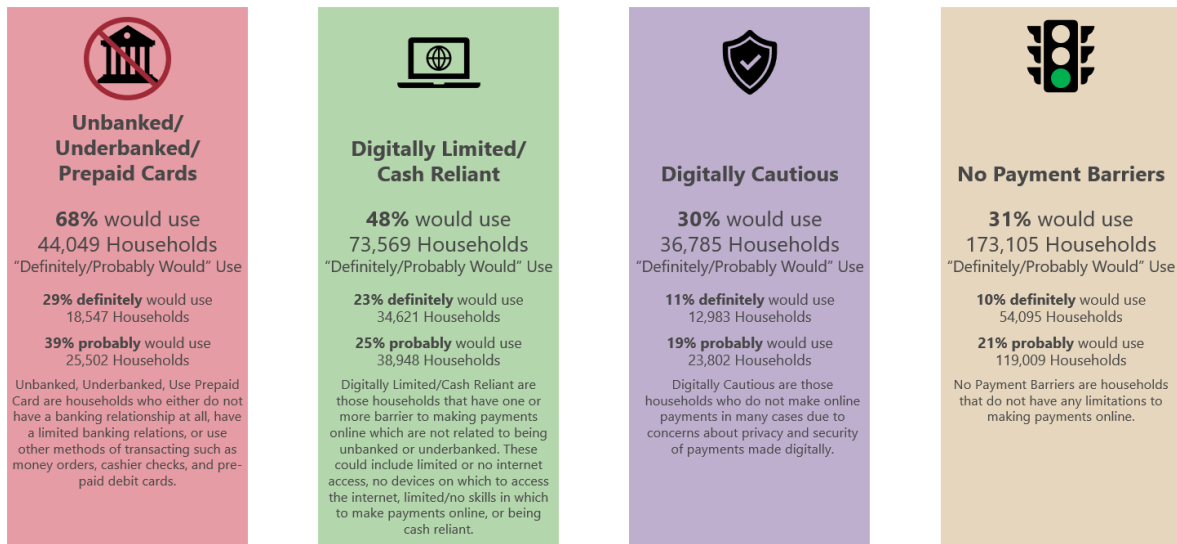 Unbanked/
Underbanked/
Prepaid Cards
68% would use
44,049 Households
“Definitely/Probably Would” Use
29% definitely would use
18,547 Households
39% probably would use
25,502 Households
Unbanked, Underbanked, Use Prepaid
Card are households who either do not
have a banking relationship at all, have
a limited banking relations, or use
other methods of transacting such as
money orders, cashier checks, and pre-
paid debit cards.
Digitally Limited/
Cash Reliant
48% would use
73,569 Households
“Definitely/Probably Would” Use
23% definitely would use
34,621 Households
25% probably would use
38,948 Households
Digitally Limited/Cash Reliant are
those households that have one or
more barrier to making payments
online which are not related to being
unbanked or underbanked. These
could include limited or no internet
access, no devices on which to access
the internet, limited/no skills in which
to make payments online, or being
cash reliant.
Digitally Cautious
30% would use
36,785 Households
“Definitely/Probably Would” Use
11% definitely would use
12,983 Households
19% probably would use
23,802 Households
Digitally Cautious are those
households who do not make online
payments in many cases due to
concerns about privacy and security
of payments made digitally.
No Payment Barriers
31% would use
173,105 Households
“Definitely/Probably Would” Use
10% definitely would use
54,095 Households
21% probably would use
119,009 Households
No Payment Barriers are households
that do not have any limitations to
making payments online.